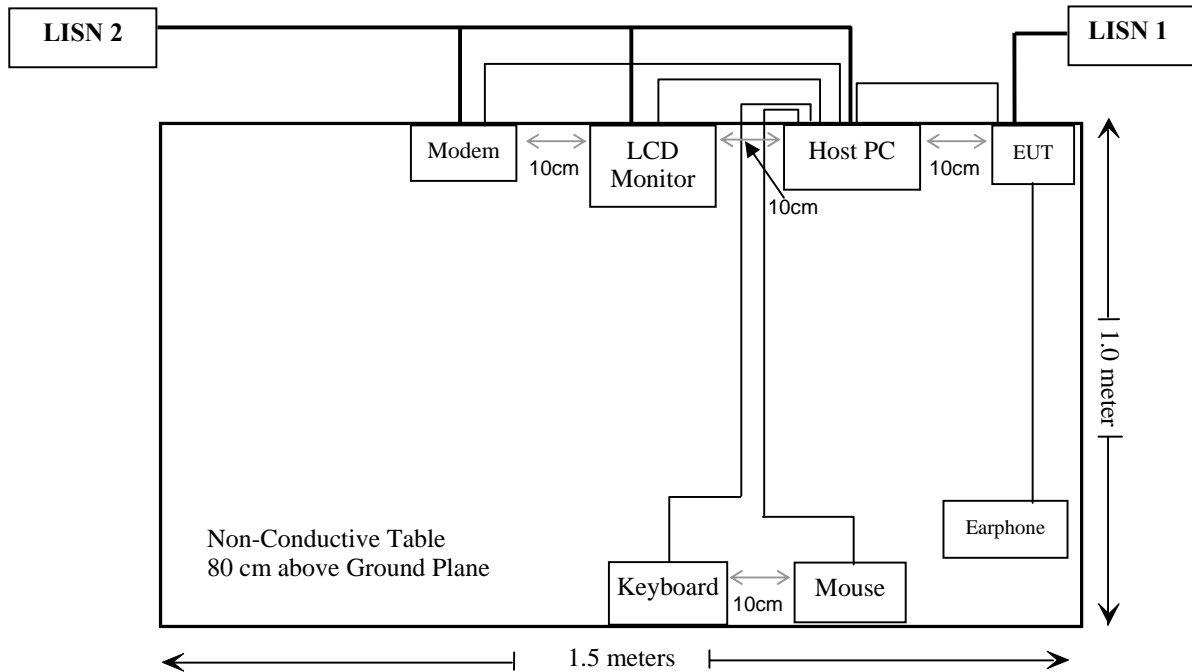 LISN 2
LISN 1
Modem
10cm
LCD
Monitor
10cm
Host PC
10cm
EUT
1.0 meter
Earphone
Non-Conductive Table
80 cm above Ground Plane
Keyboard
10cm
Mouse
1.5 meters